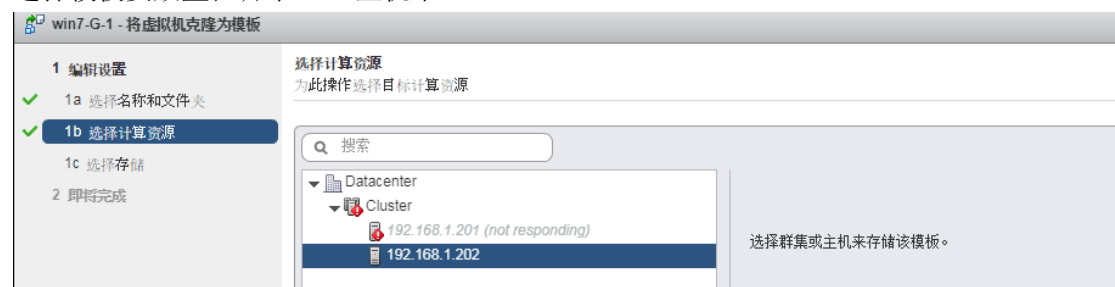 win7-G-1 - 将虚拟机克隆为模板
1 编辑设置
1a 选择名称和文件夹
1b 选择计算资源
1c 选择存储
2 即将完成
选择计算资源
为此操作选择目标计算资源
搜索
Datacenter
Cluster
192.168.1.201 (not responding)
192.168.1.202
选择群集或主机来存储该模板。